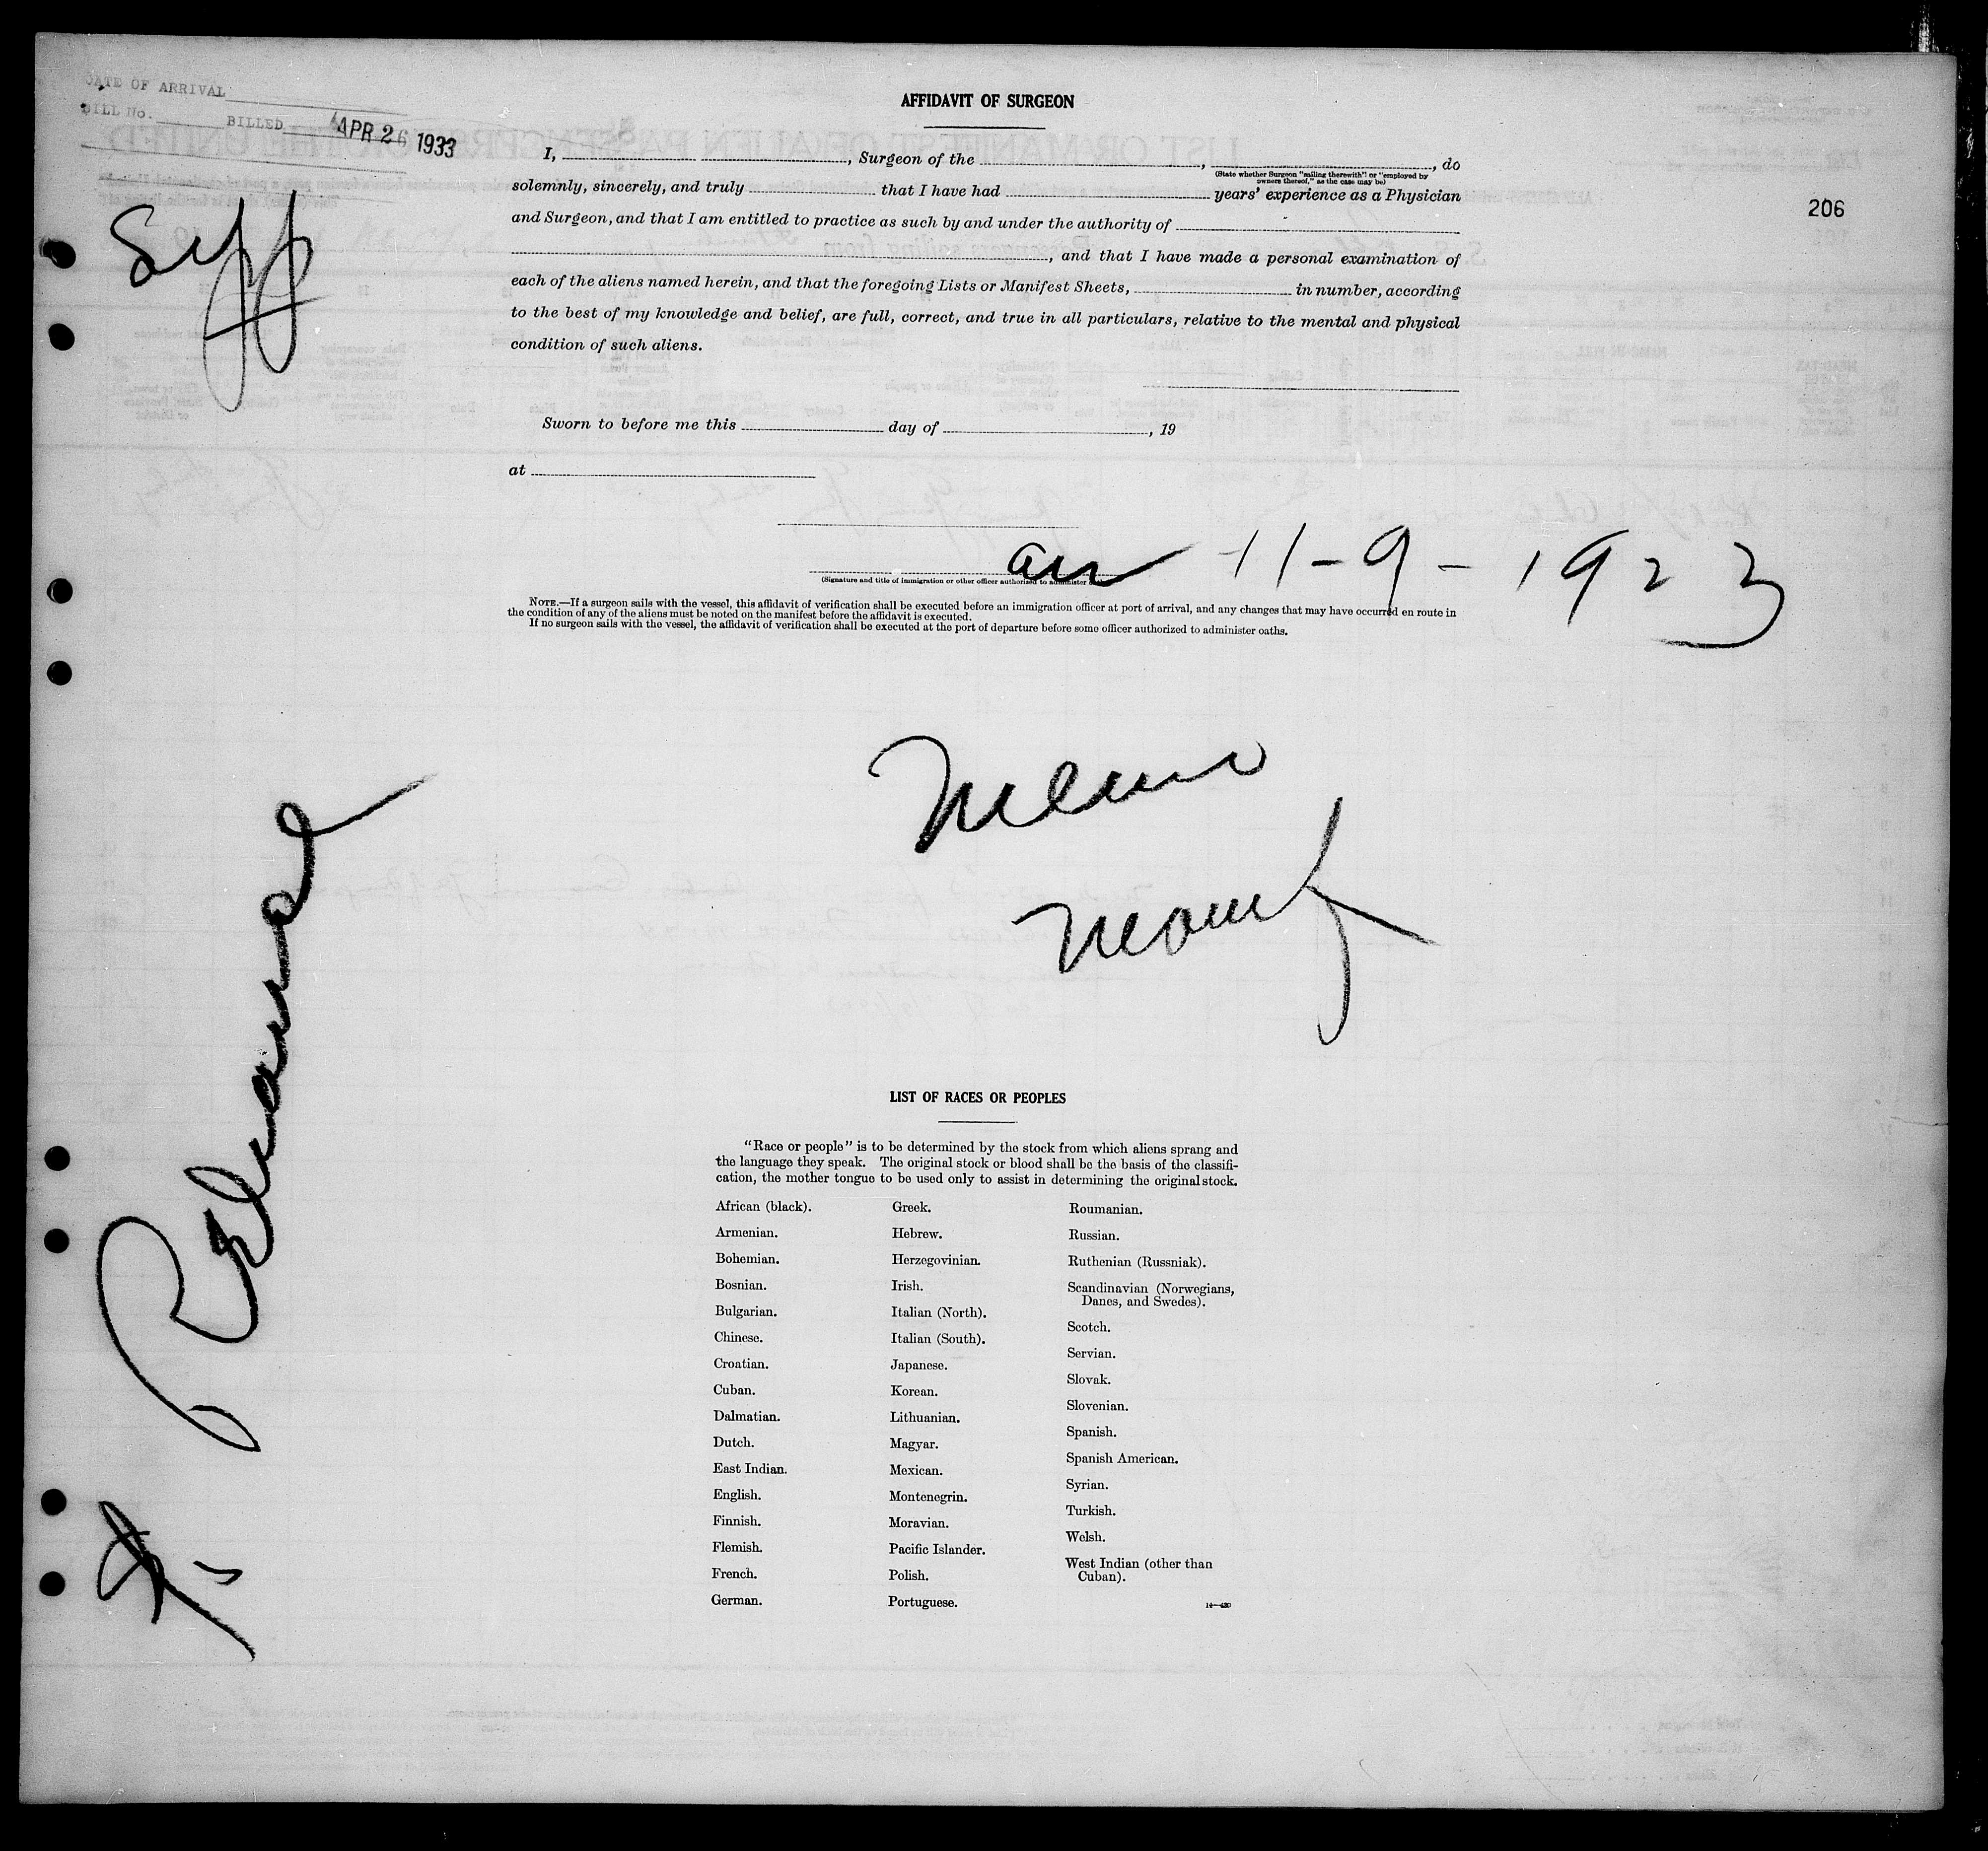 DATE OF ARRIVAL
BILL No. BILLED APR 26 1933
AFFIDAVIT OF SURGEON
I, , Surgeon of the , , do
(State whether Surgeon "sailing therewith" or "employed by
owners thereof," as the case may be)
solemnly, sincerely, and truly that I have had years' experience as a Physician
and Surgeon, and that I am entitled to practice as such by and under the authority of
, and that I have made a personal examination of
each of the aliens named herein, and that the foregoing Lists or Manifest Sheets, in number, according
to the best of my knowledge and belief, are full, correct, and true in all particulars, relative to the mental and physical
condition of such aliens.
206
Sworn to before me this day of , 19
at
arr 11-9-1923
(Signature and title of immigration or other officer authorized to administer
NOTE.—If a surgeon sails with the vessel, this affidavit of verification shall be executed before an immigration officer at port of arrival, and any changes that may have occurred en route in
the condition of any of the aliens must be noted on the manifest before the affidavit is executed.
If no surgeon sails with the vessel, the affidavit of verification shall be executed at the port of departure before some officer authorized to administer oaths.
Memo
Manif
Reliance
LIST OF RACES OR PEOPLES
"Race or people" is to be determined by the stock from which aliens sprang and
the language they speak. The original stock or blood shall be the basis of the classifi-
cation, the mother tongue to be used only to assist in determining the original stock.
African (black).
Armenian.
Bohemian.
Bosnian.
Bulgarian.
Chinese.
Croatian.
Cuban.
Dalmatian.
Dutch.
East Indian.
English.
Finnish.
Flemish.
French.
German.
Greek.
Hebrew.
Herzegovinian.
Irish.
Italian (North).
Italian (South).
Japanese.
Korean.
Lithuanian.
Magyar.
Mexican.
Montenegrin.
Moravian.
Pacific Islander.
Polish.
Portuguese.
Roumanian.
Russian.
Ruthenian (Russniak).
Scandinavian (Norwegians,
Danes, and Swedes).
Scotch.
Servian.
Slovak.
Slovenian.
Spanish.
Spanish American.
Syrian.
Turkish.
Welsh.
West Indian (other than
Cuban).
14—430